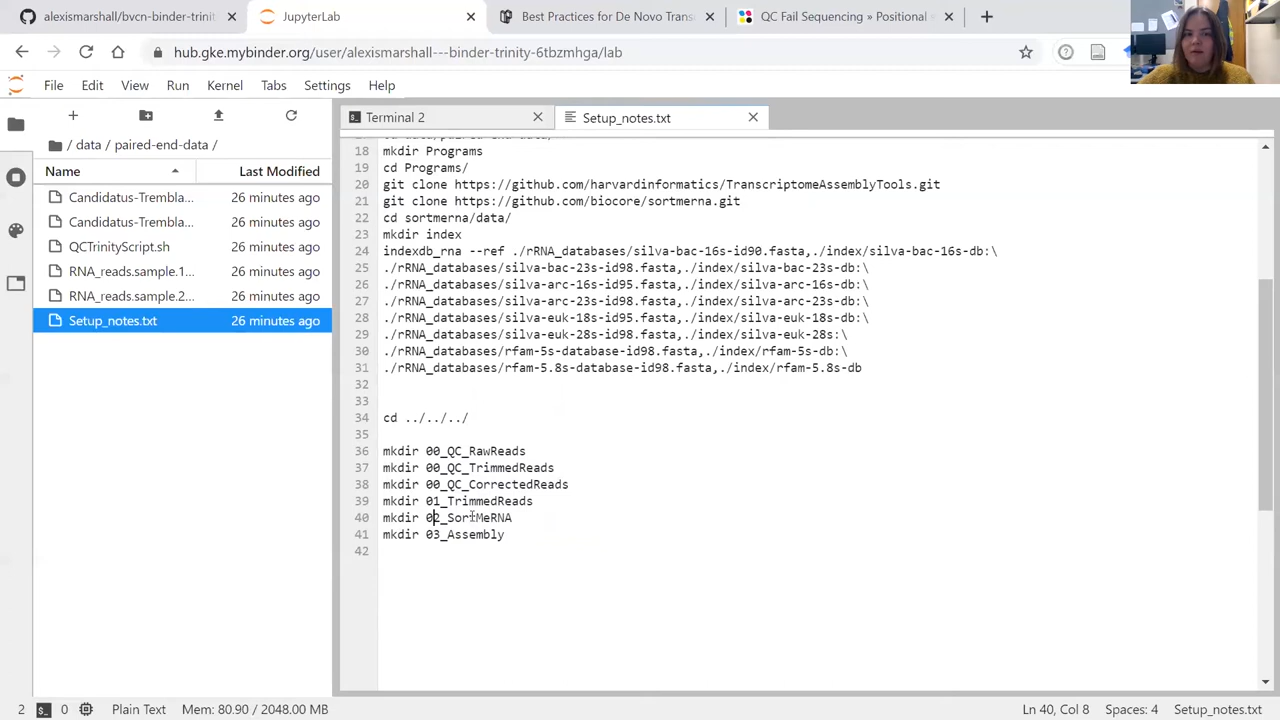 alexismarshall/bvcn-binder-trinit
JupyterLab
Best Practices for De Novo Trans
QC Fail Sequencing » Positional
hub.gke.mybinder.org/user/alexismarshall---binder-trinity-6tbzmhga/lab
File Edit View Run Kernel Tabs Settings Help
Terminal 2
Setup_notes.txt
/ data / paired-end-data /
Name Last Modified
Candidatus-Trembla... 26 minutes ago
Candidatus-Trembla... 26 minutes ago
QCTrinityScript.sh 26 minutes ago
RNA_reads.sample.1... 26 minutes ago
RNA_reads.sample.2... 26 minutes ago
Setup_notes.txt 26 minutes ago
18 mkdir Programs
19 cd Programs/
20 git clone https://github.com/harvardinformatics/TranscriptomeAssemblyTools.git
21 git clone https://github.com/biocore/sortmerna.git
22 cd sortmerna/data/
23 mkdir index
24 indexdb_rna --ref ./rRNA_databases/silva-bac-16s-id90.fasta,./index/silva-bac-16s-db:\
25 ./rRNA_databases/silva-bac-23s-id98.fasta,./index/silva-bac-23s-db:\
26 ./rRNA_databases/silva-arc-16s-id95.fasta,./index/silva-arc-16s-db:\
27 ./rRNA_databases/silva-arc-23s-id98.fasta,./index/silva-arc-23s-db:\
28 ./rRNA_databases/silva-euk-18s-id95.fasta,./index/silva-euk-18s-db:\
29 ./rRNA_databases/silva-euk-28s-id98.fasta,./index/silva-euk-28s:\
30 ./rRNA_databases/rfam-5s-database-id98.fasta,./index/rfam-5s-db:\
31 ./rRNA_databases/rfam-5.8s-database-id98.fasta,./index/rfam-5.8s-db
32
33
34 cd ../../../
35
36 mkdir 00_QC_RawReads
37 mkdir 00_QC_TrimmedReads
38 mkdir 00_QC_CorrectedReads
39 mkdir 01_TrimmedReads
40 mkdir 02_SortMeRNA
41 mkdir 03_Assembly
42
2 0 Plain Text Mem: 80.90 / 2048.00 MB Ln 40, Col 8 Spaces: 4 Setup_notes.txt